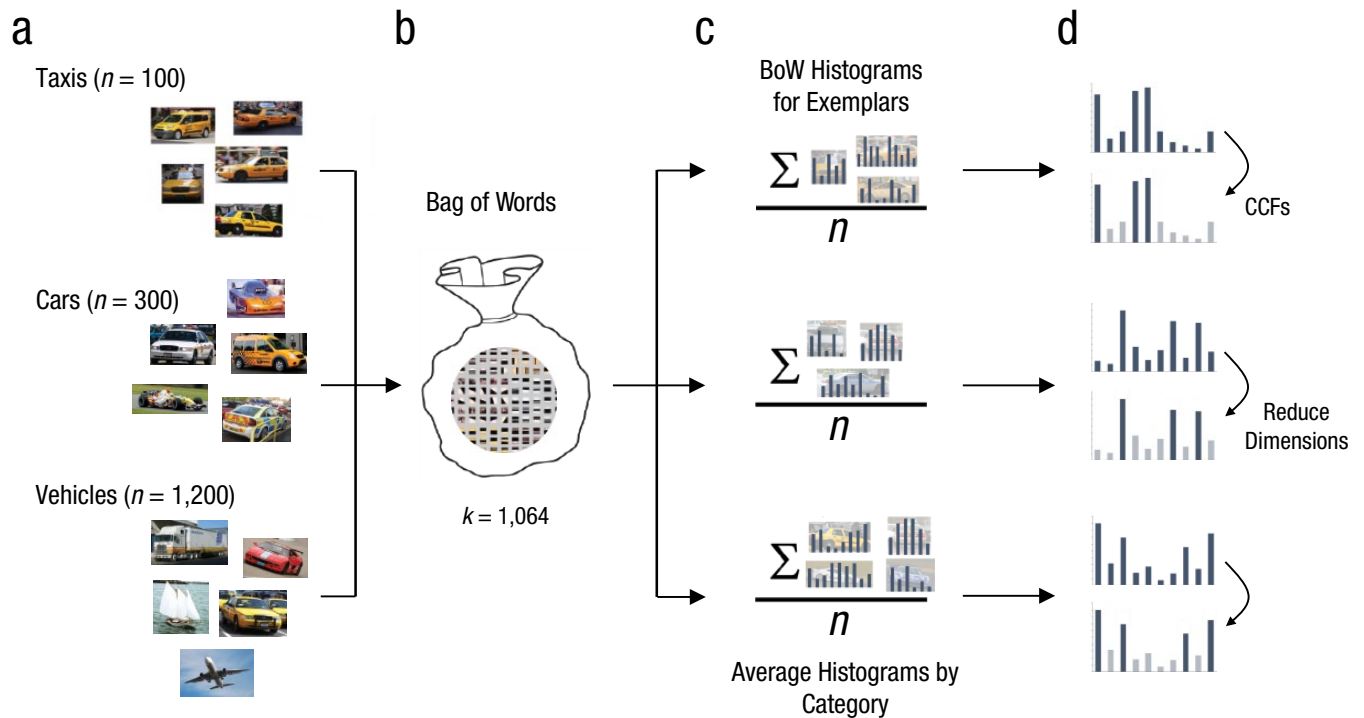 a
b
c
d
Taxis (n = 100)
Cars (n = 300)
Vehicles (n = 1,200)
Bag of Words
k = 1,064
BoW Histograms
for Exemplars
Σ
n
Σ
n
Σ
n
Average Histograms by
Category
CCFs
Reduce
Dimensions